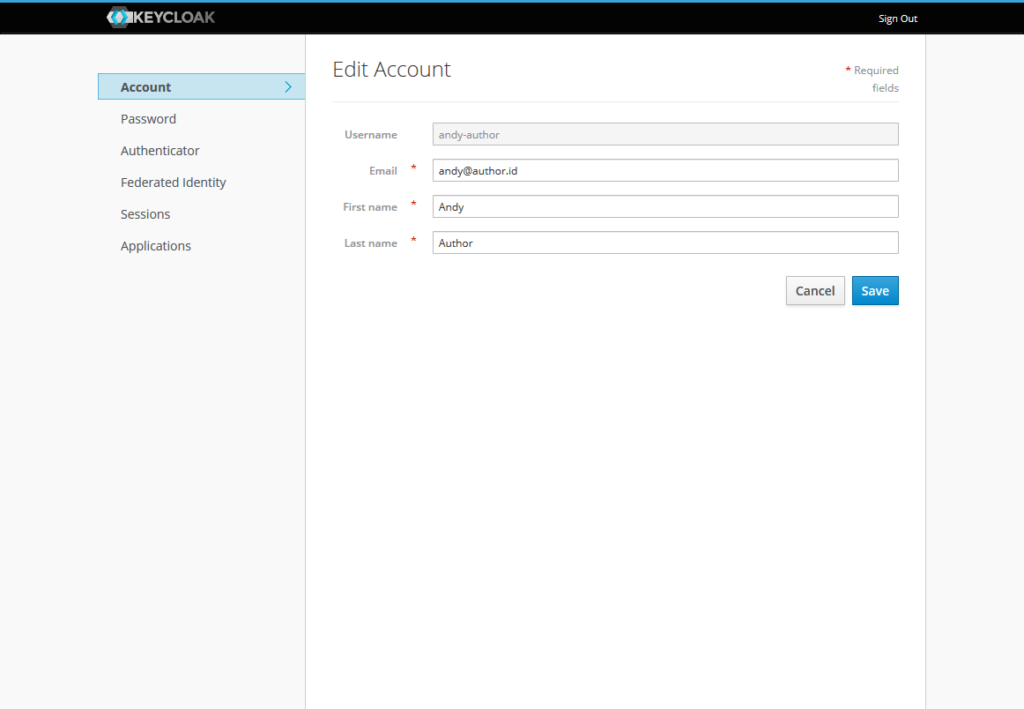 KEYCLOAK
Sign Out
Account
Password
Authenticator
Federated Identity
Sessions
Applications
Edit Account
* Required
fields
Username
andy-author
Email *
andy@author.id
First name *
Andy
Last name *
Author
Cancel
Save